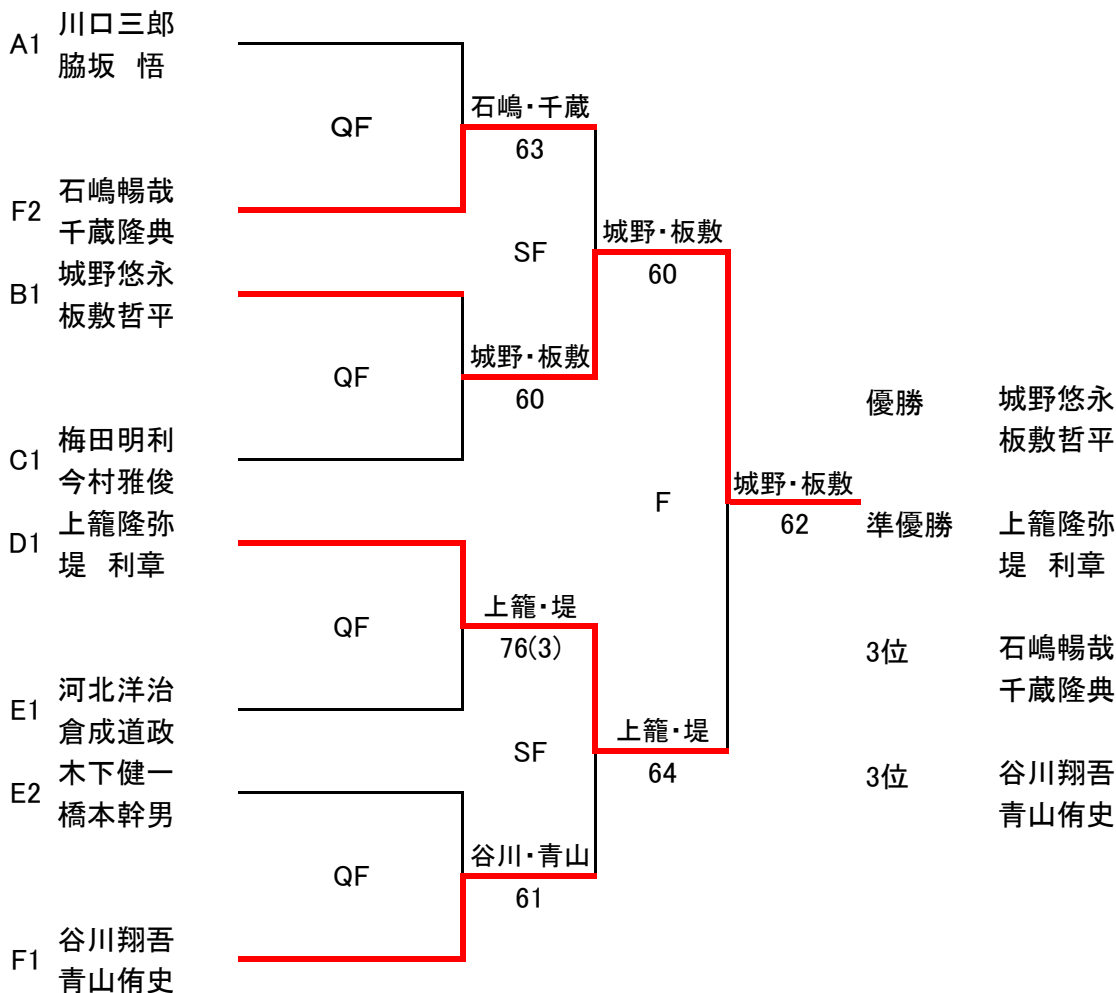 A1
川口三郎
脇坂 悟
QF
石嶋・千蔵
63
F2
石嶋暢哉
千蔵隆典
SF
城野・板敷
60
B1
城野悠永
板敷哲平
QF
城野・板敷
60
C1
梅田明利
今村雅俊
F
城野・板敷
62
D1
上籠隆弥
堤 利章
QF
上籠・堤
76(3)
E1
河北洋治
倉成道政
SF
上籠・堤
64
E2
木下健一
橋本幹男
QF
谷川・青山
61
F1
谷川翔吾
青山侑史
優勝
城野悠永
板敷哲平
準優勝
上籠隆弥
堤 利章
3位
石嶋暢哉
千蔵隆典
3位
谷川翔吾
青山侑史